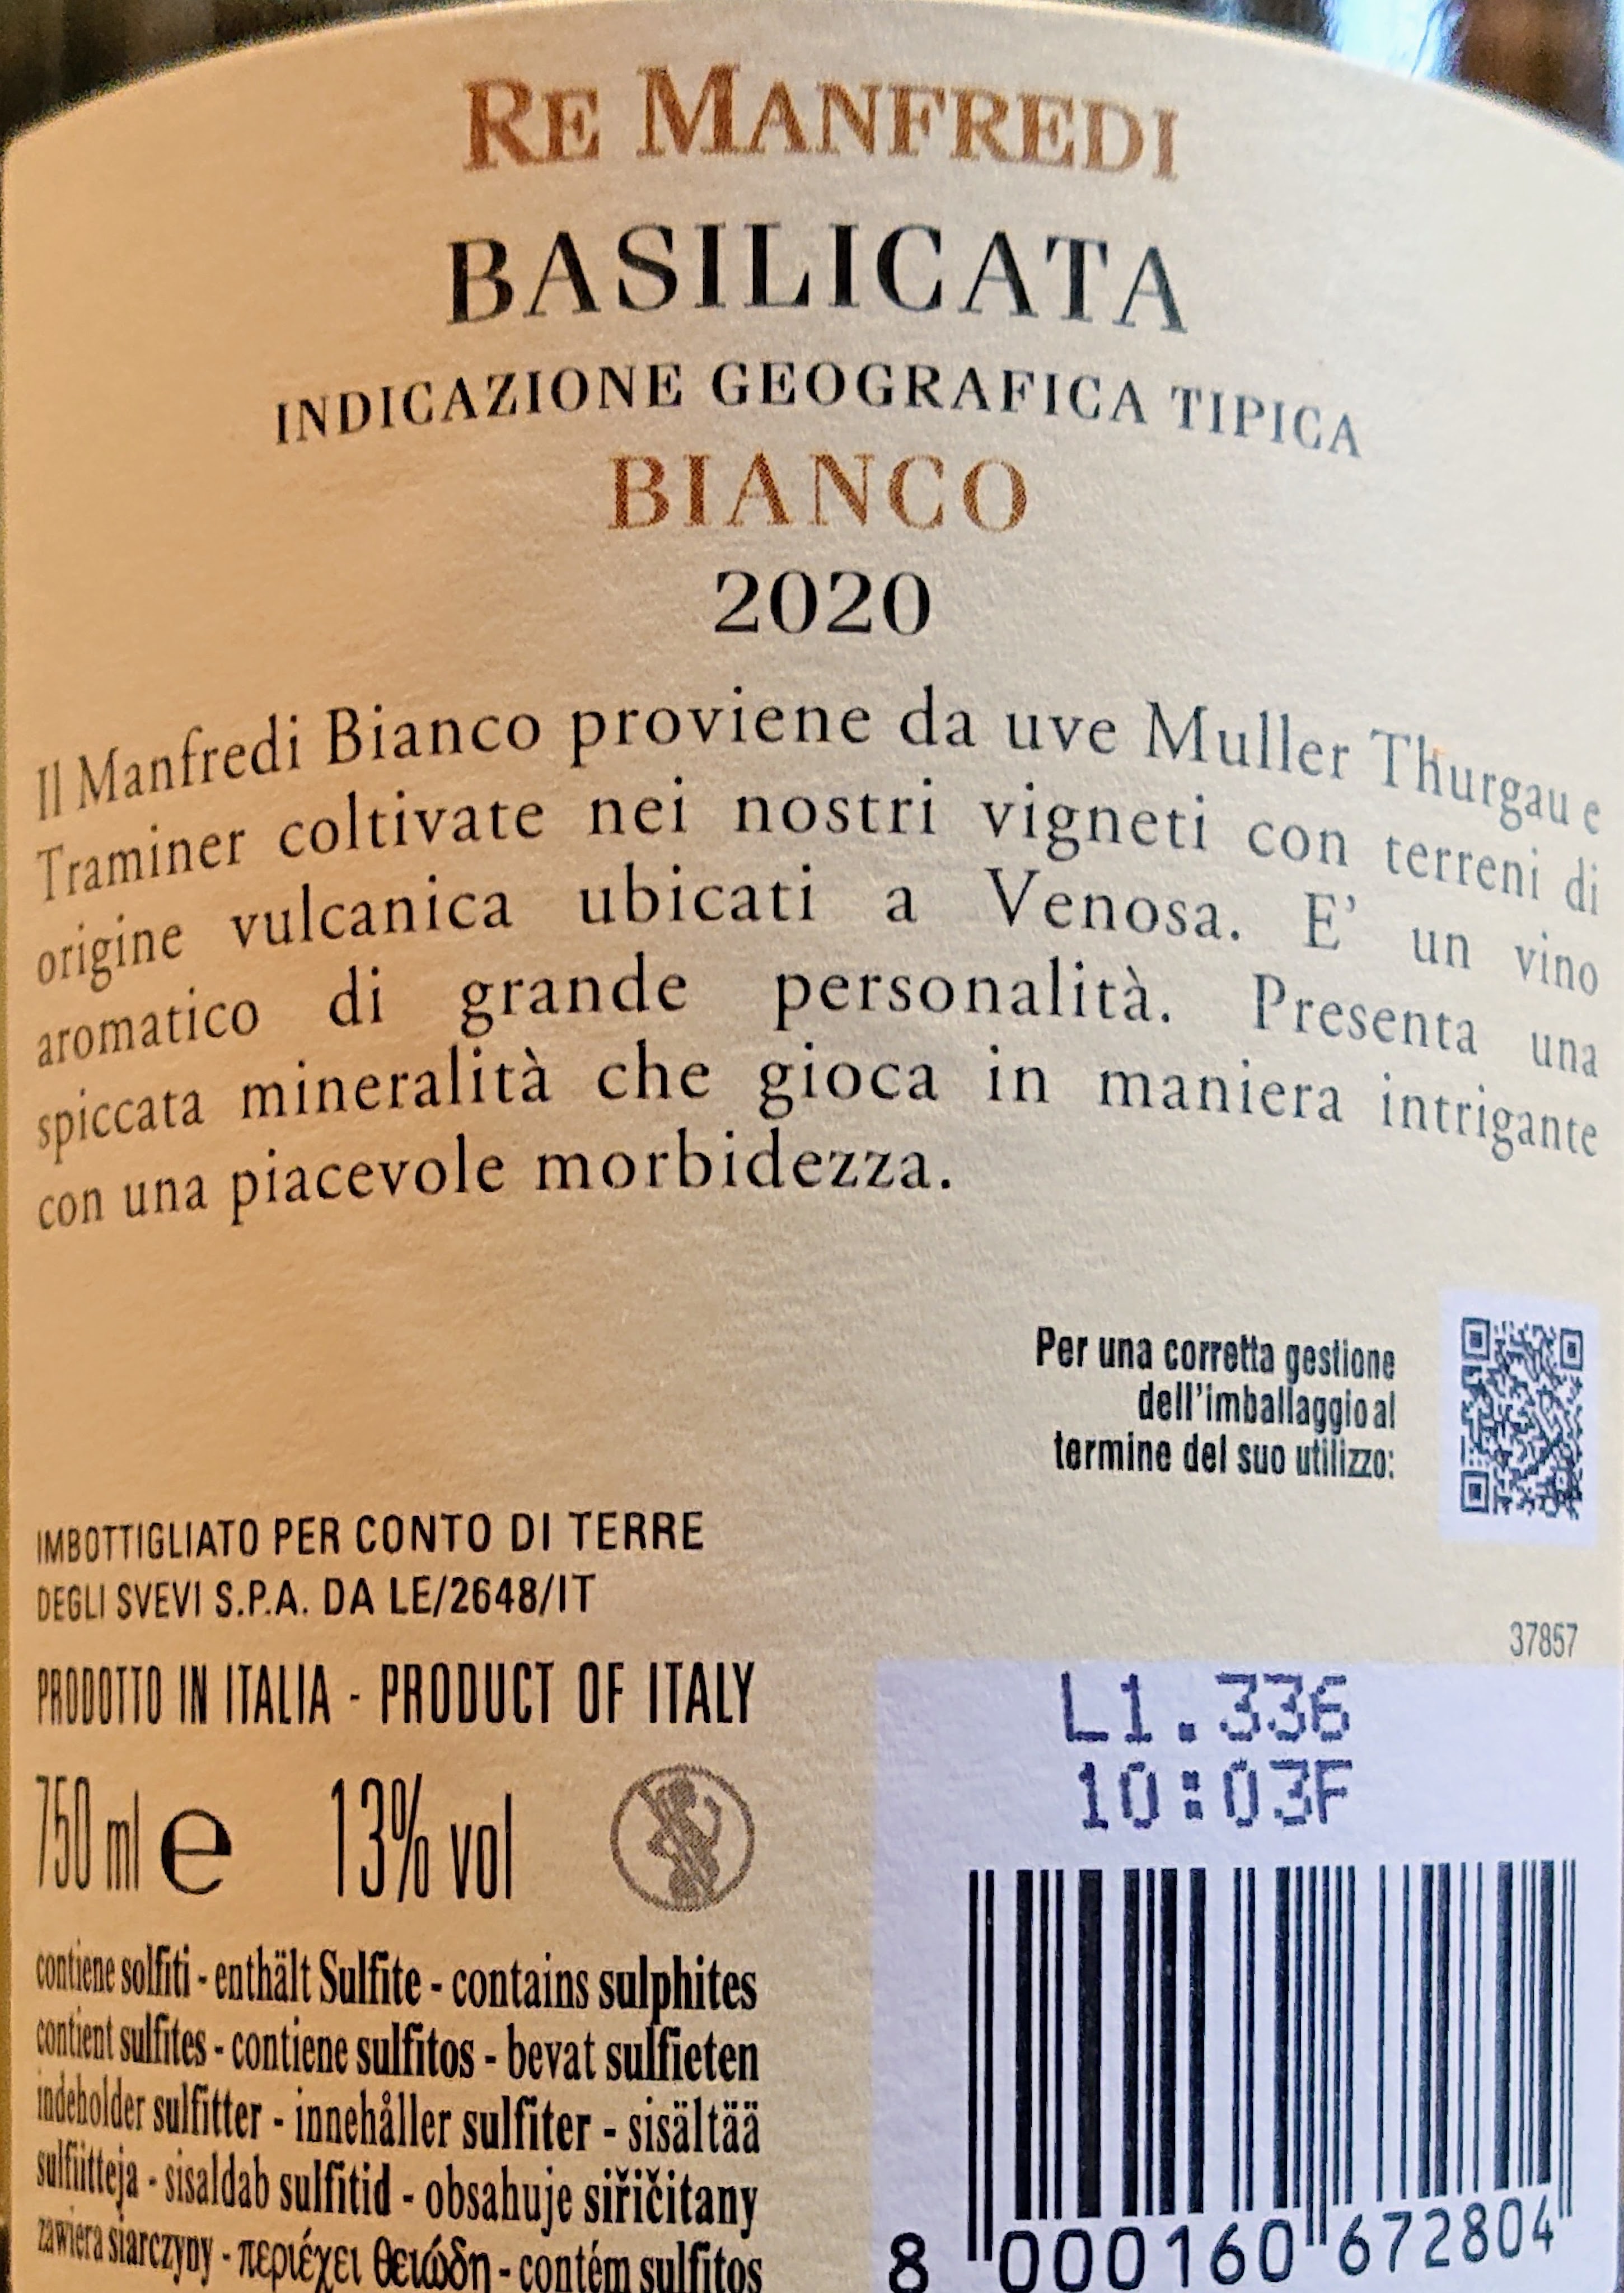 RE MANFREDI
BASILICATA
INDICAZIONE GEOGRAFICA TIPICA
BIANCO
2020
Il Manfredi Bianco proviene da uve Muller Thurgau e
Traminer coltivate nei nostri vigneti con terreni di
origine vulcanica ubicati a Venosa. E' un vino
aromatico di grande personalità. Presenta una
spiccata mineralità che gioca in maniera intrigante
con una piacevole morbidezza.
Per una corretta gestione
dell'imballaggio al
termine del suo utilizzo:
IMBOTTIGLIATO PER CONTO DI TERRE
DEGLI SVEVI S.P.A. DA LE/2648/IT
PRODOTTO IN ITALIA - PRODUCT OF ITALY
750 ml e 13% vol
contiene solfiti - enthält Sulfite - contains sulphites
contient sulfites - contiene sulfitos - bevat sulfieten
indeholder sulfitter - innehåller sulfiter - sisältää
sulfiitteja - sisaldab sulfitid - obsahuje siřičitany
zawiera siarczyny - περιέχει θειώδη - contém sulfitos
37857
L1.336
10:03F
8 000160 672804